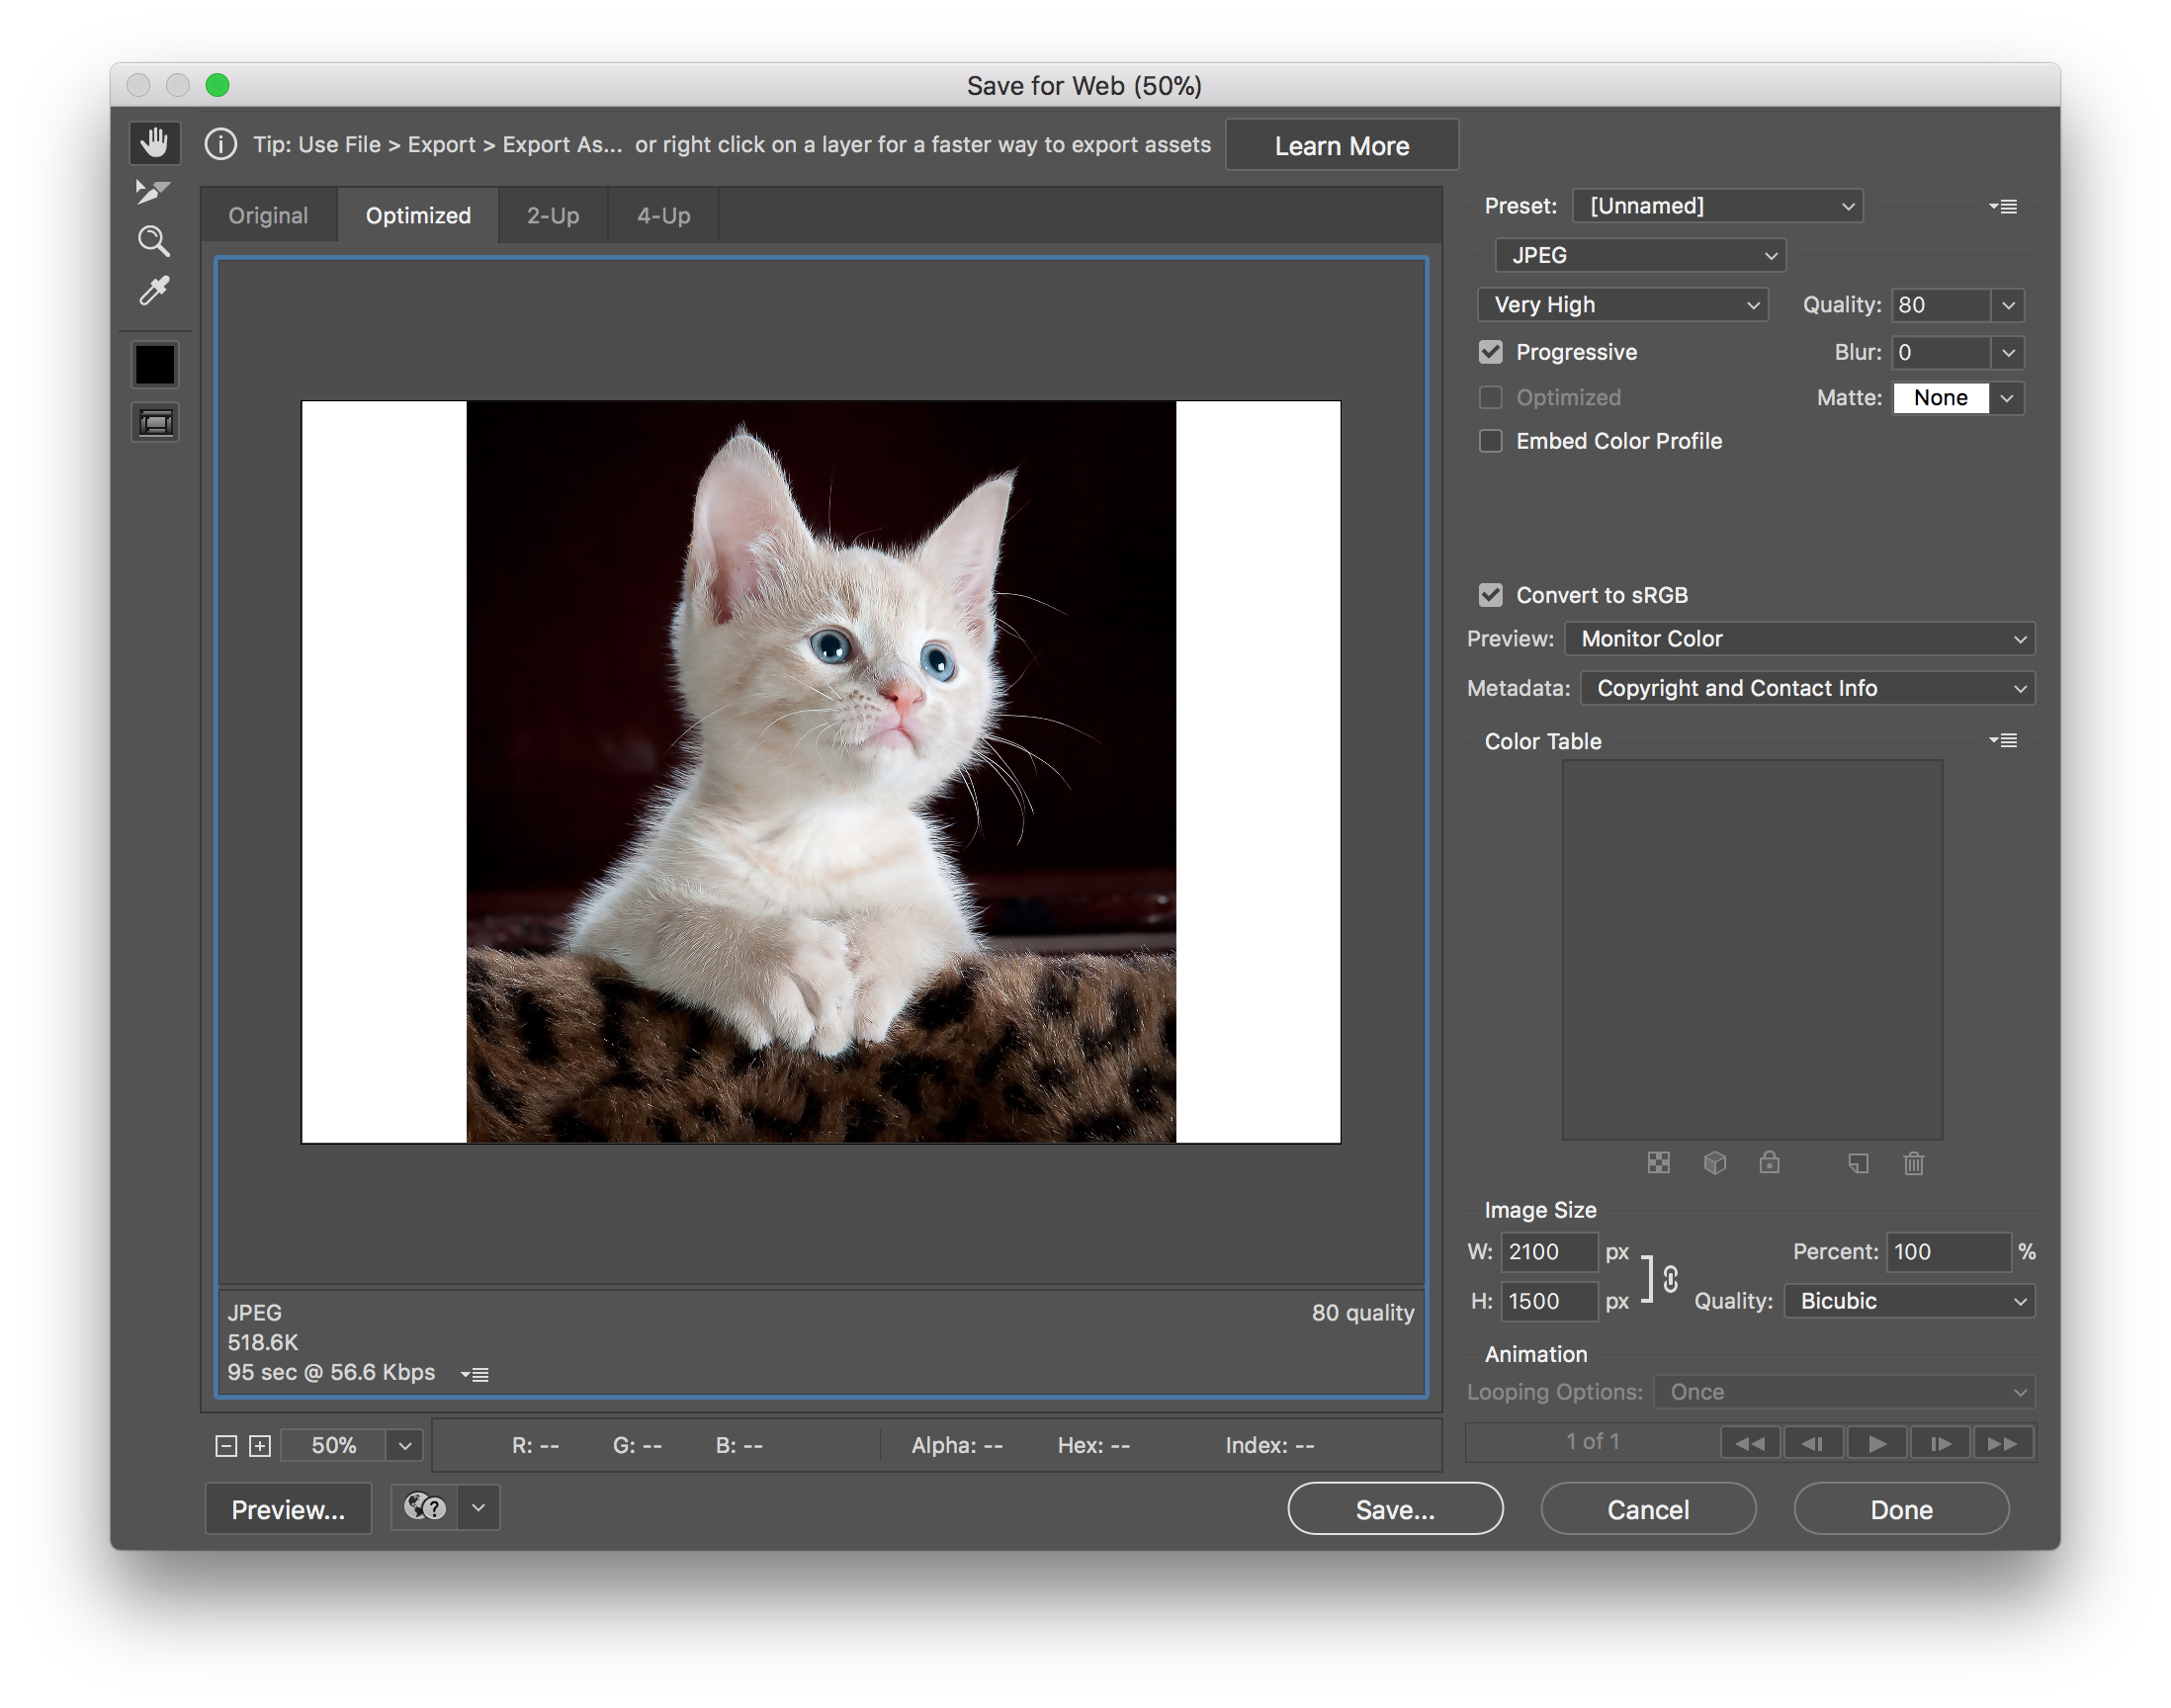 Save for Web (50%)
Tip: Use File > Export > Export As... or right click on a layer for a faster way to export assets
Learn More
Original
Optimized
2-Up
4-Up
JPEG
518.6K
95 sec @ 56.6 Kbps
80 quality
50%
R: --
G: --
B: --
Alpha: --
Hex: --
Index: --
Preview...
?
Preset: [Unnamed]
JPEG
Very High
Quality: 80
Progressive
Blur: 0
Optimized
Matte: None
Embed Color Profile
Convert to sRGB
Preview: Monitor Color
Metadata: Copyright and Contact Info
Color Table
Image Size
W: 2100 px
Percent: 100 %
H: 1500 px
Quality: Bicubic
Animation
Looping Options: Once
1 of 1
Save...
Cancel
Done